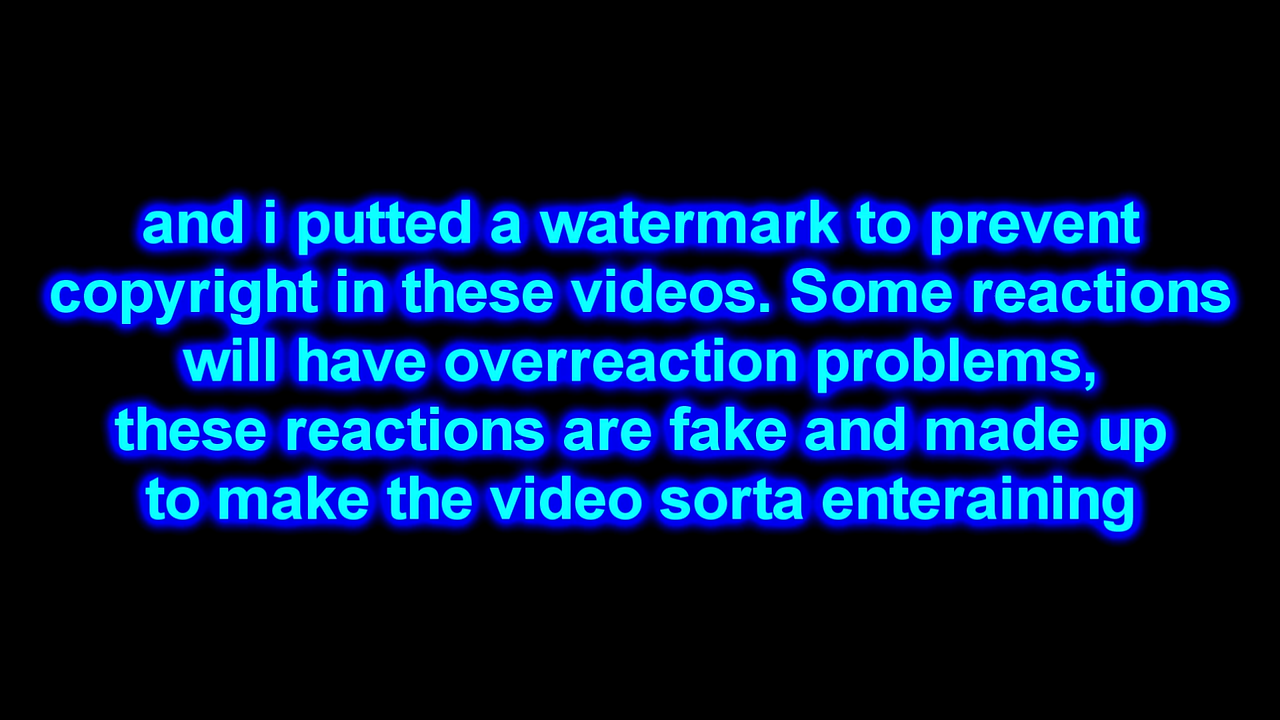 and i putted a watermark to prevent
copyright in these videos. Some reactions
will have overreaction problems,
these reactions are fake and made up
to make the video sorta enteraining